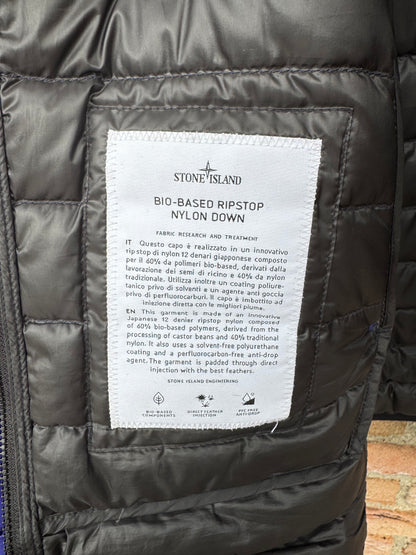 STONE ISLAND
BIO-BASED RIPSTOP
NYLON DOWN
FABRIC RESEARCH AND TREATMENT
IT Questo capo è realizzato in un innovativo
rip stop di nylon 12 denari giapponese composto
per il 60% da polimeri bio-based, derivati dalla
lavorazione dei semi di ricino e 40% da nylon
tradizionale. Utilizza inoltre un coating poliure-
tanico privo di solventi e un agente anti goccia
privo di perfluorocarburi. Il capo è imbottito ad
iniezione diretta con le migliori piume.
EN This garment is made of an innovative
Japanese 12 denier ripstop nylon composed
of 60% bio-based polymers, derived from the
processing of castor beans and 40% traditional
nylon. It also uses a solvent-free polyurethane
coating and a perfluorocarbon-free anti-drop
agent. The garment is padded through direct
injection with the best feathers.
STONE ISLAND ENGINEERING
BIO-BASED
COMPONENTS
DIRECT FEATHER
INJECTION
PFC FREE
ANTI-DROP